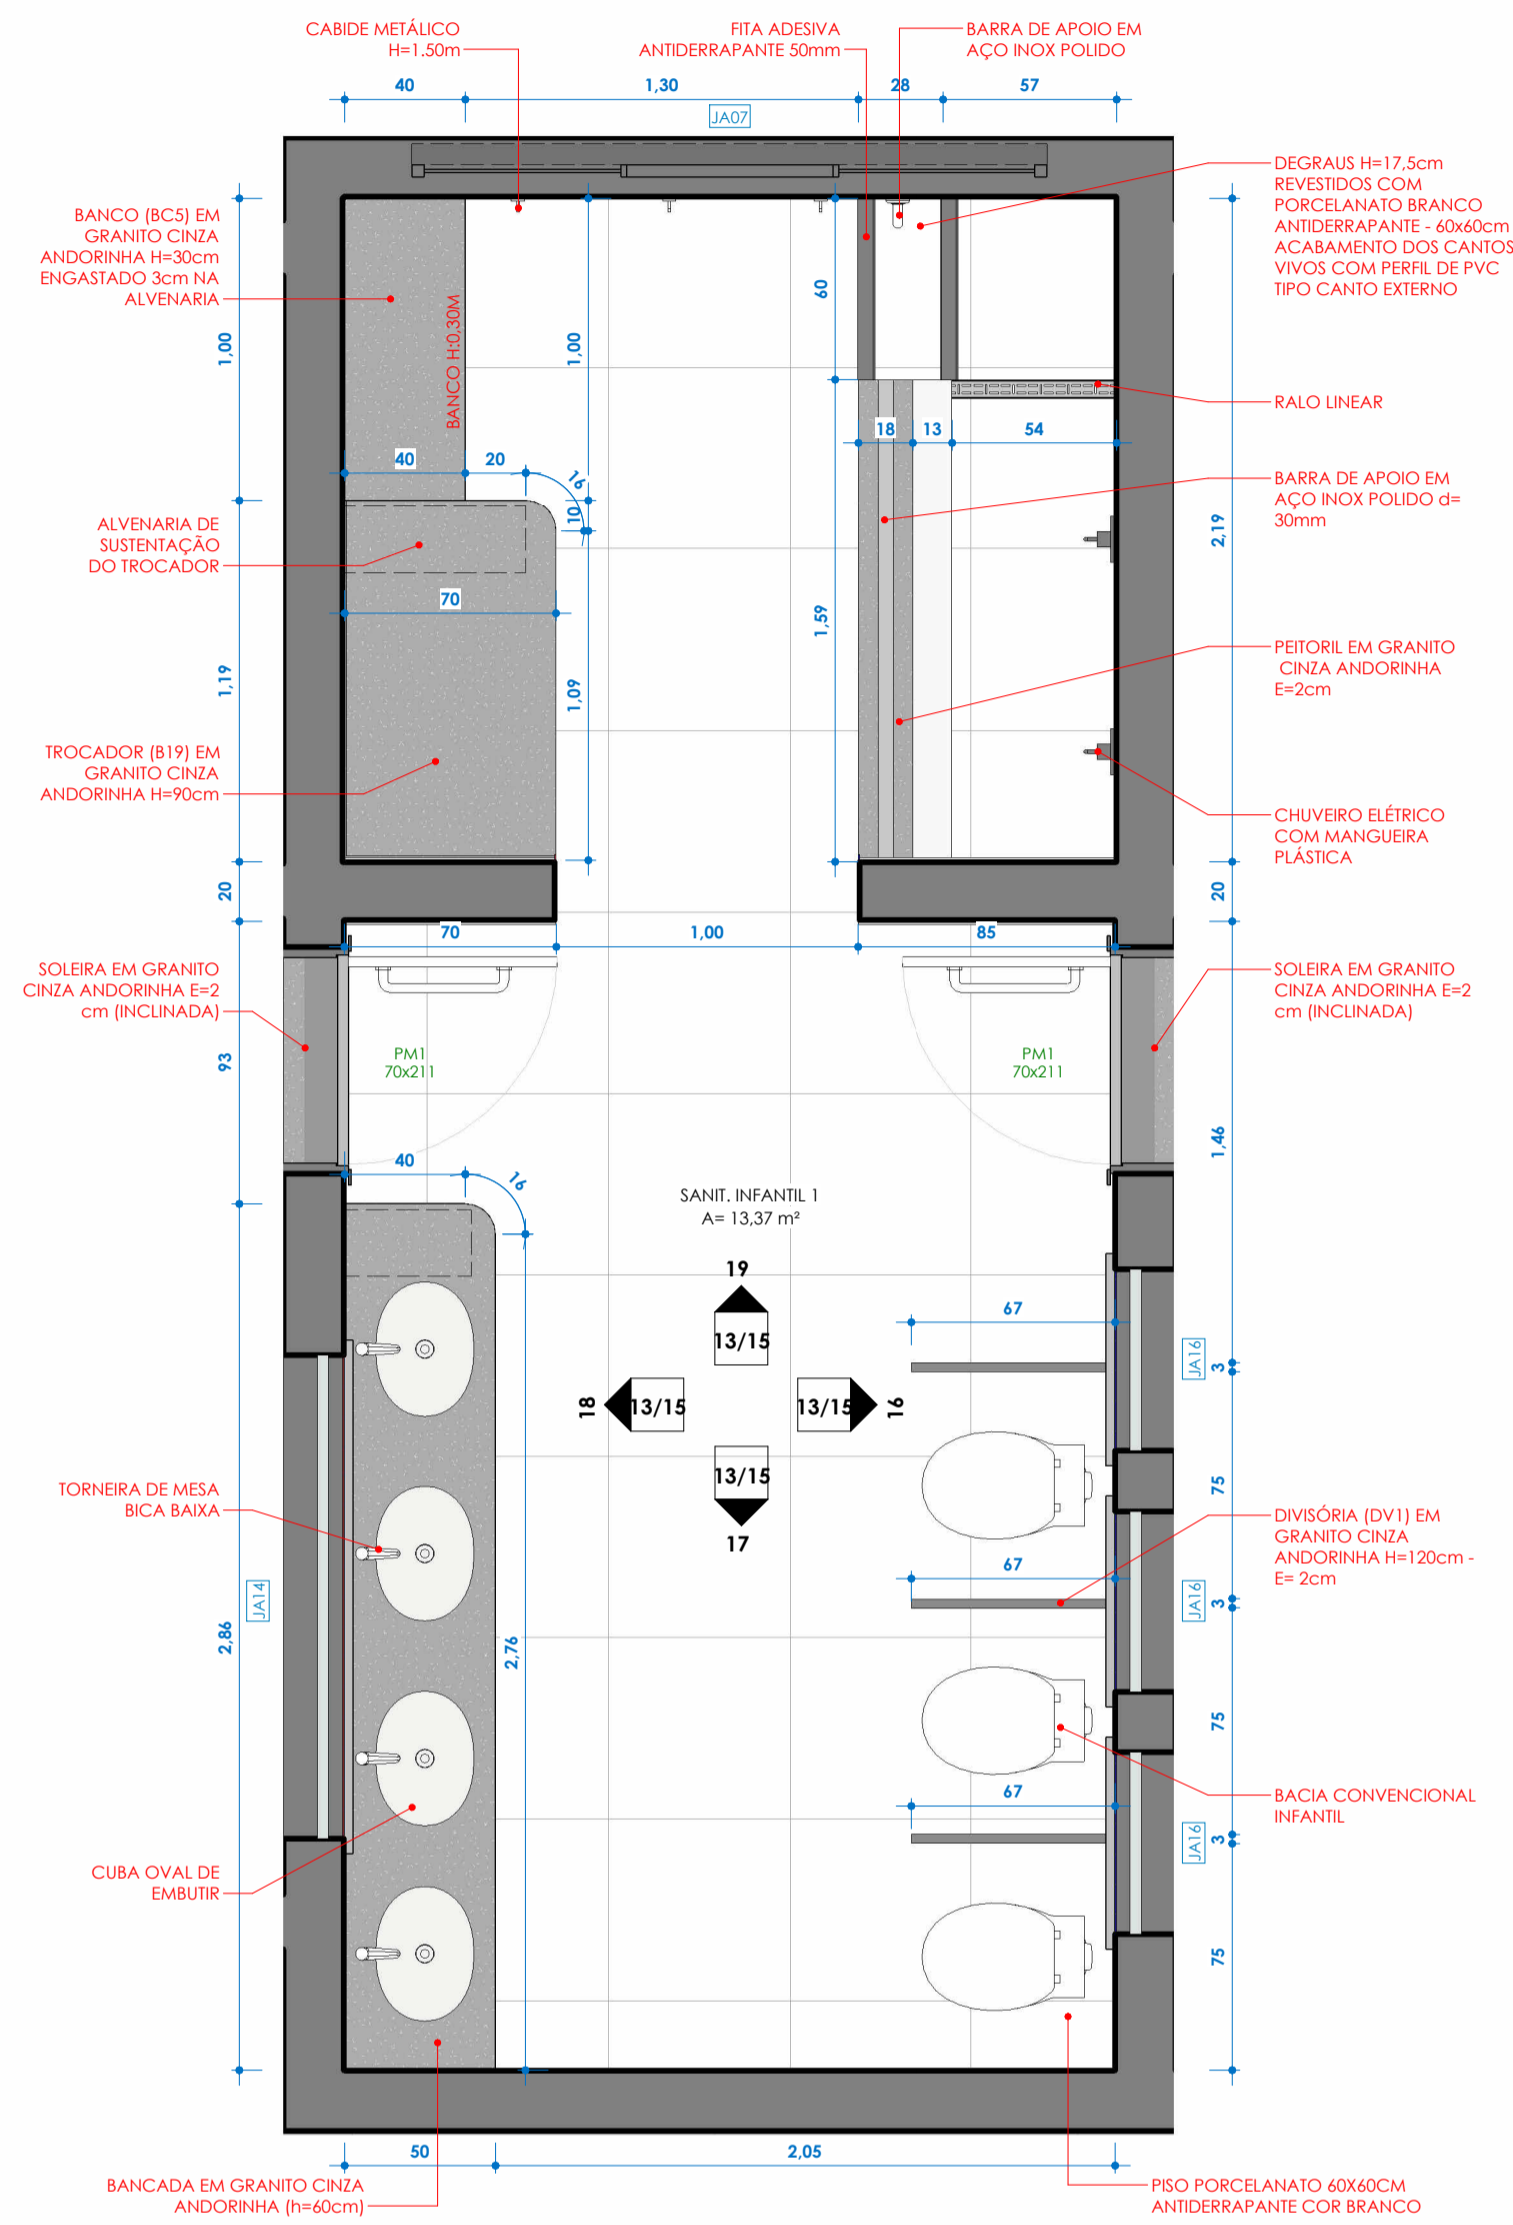 CABIDE METÁLICO
H=1.50m
FITA ADESIVA
ANTIDERRAPANTE 50mm
BARRA DE APOIO EM
AÇO INOX POLIDO
40
1,30
28
57
JA07
DEGRAUS H=17,5cm
REVESTIDOS COM
PORCELANATO BRANCO
ANTIDERRAPANTE - 60x60cm
ACABAMENTO DOS CANTOS
VIVOS COM PERFIL DE PVC
TIPO CANTO EXTERNO
BANCO (BC5) EM
GRANITO CINZA
ANDORINHA H=30cm
ENGASTADO 3cm NA
ALVENARIA
BANCO H:0,30M
1,00
1,00
60
RALO LINEAR
18
13
54
40
20
16
10
BARRA DE APOIO EM
AÇO INOX POLIDO d=
30mm
2,19
ALVENARIA DE
SUSTENTAÇÃO
DO TROCADOR
70
1,59
1,19
1,09
PEITORIL EM GRANITO
CINZA ANDORINHA
E=2cm
TROCADOR (B19) EM
GRANITO CINZA
ANDORINHA H=90cm
CHUVEIRO ELÉTRICO
COM MANGUEIRA
PLÁSTICA
20
20
70
1,00
85
SOLEIRA EM GRANITO
CINZA ANDORINHA E=2
cm (INCLINADA)
SOLEIRA EM GRANITO
CINZA ANDORINHA E=2
cm (INCLINADA)
93
PM1
70x211
PM1
70x211
1,46
40
16
SANIT. INFANTIL 1
A= 13,37 m²
19
13/15
18
13/15
13/15
16
13/15
17
67
JA16
3
75
TORNEIRA DE MESA
BICA BAIXA
DIVISÓRIA (DV1) EM
GRANITO CINZA
ANDORINHA H=120cm -
E= 2cm
67
JA16
3
JA14
2,86
2,76
75
BACIA CONVENCIONAL
INFANTIL
67
JA16
3
CUBA OVAL DE
EMBUTIR
75
50
2,05
BANCADA EM GRANITO CINZA
ANDORINHA (h=60cm)
PISO PORCELANATO 60X60CM
ANTIDERRAPANTE COR BRANCO